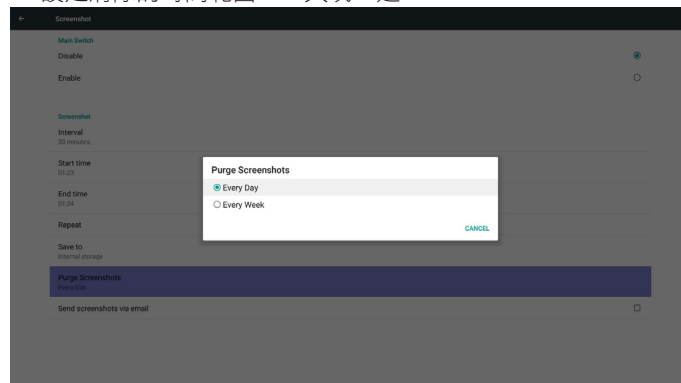 Screenshot
Main Switch
Disable
Enable
Screenshot
Interval
30 minutes
Start time
01:23
End time
01:24
Repeat
Save to
Internal storage
Purge Screenshots
Every Day
Send screenshots via email
Purge Screenshots
Every Day
Every Week
CANCEL